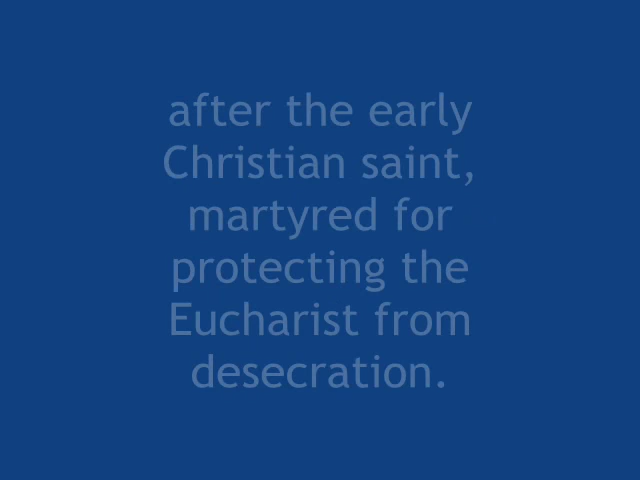 after the early
Christian saint,
martyred for
protecting the
Eucharist from
desecration.